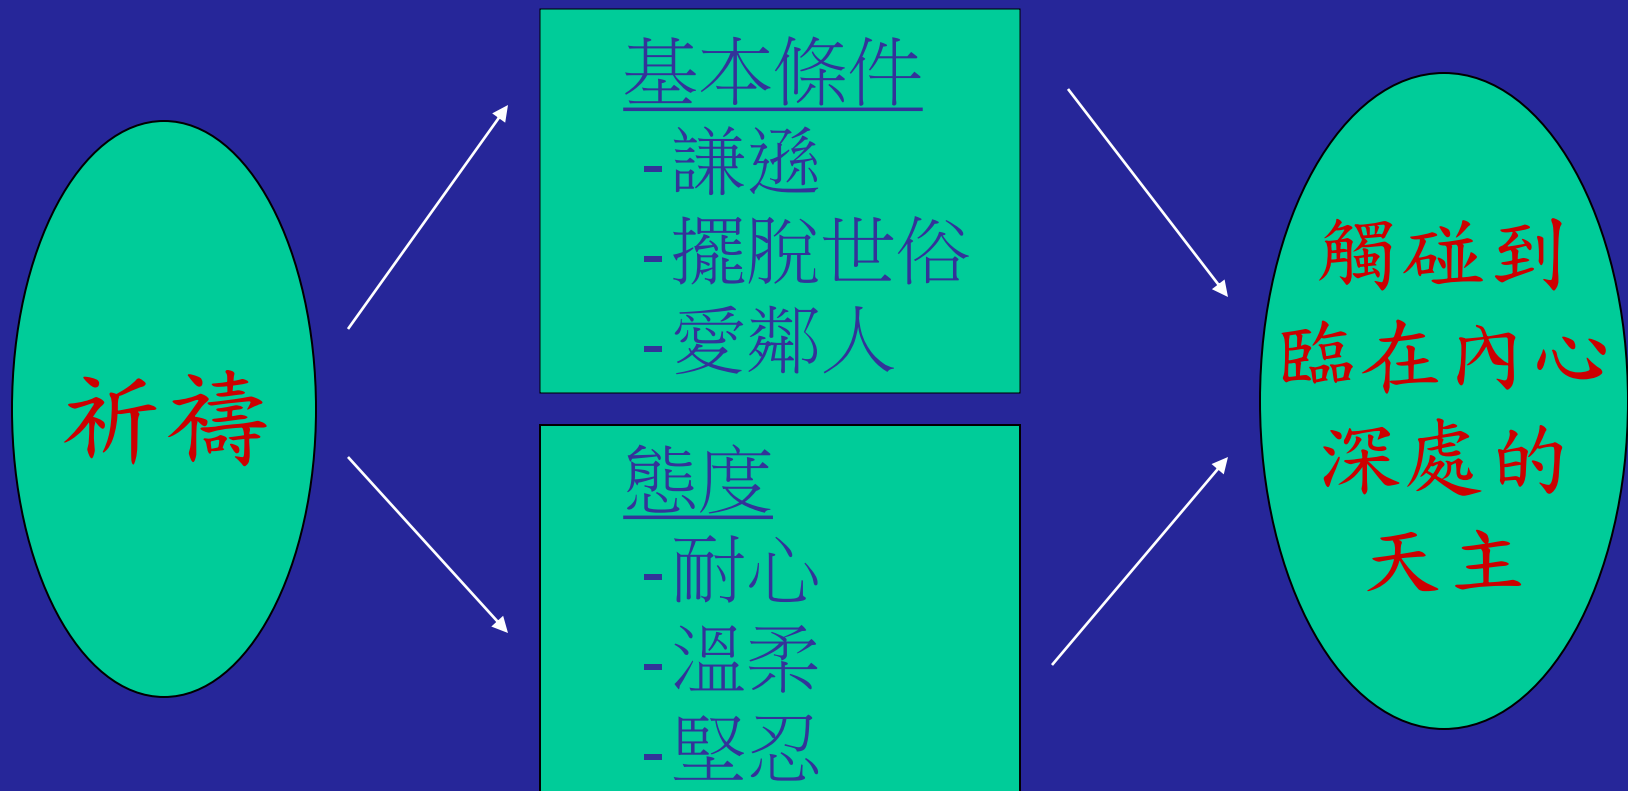 祈禱
基本條件
-謙遜
-擺脫世俗
-愛鄰人
態度
-耐心
-溫柔
-堅忍
觸碰到
臨在內心
深處的
天主